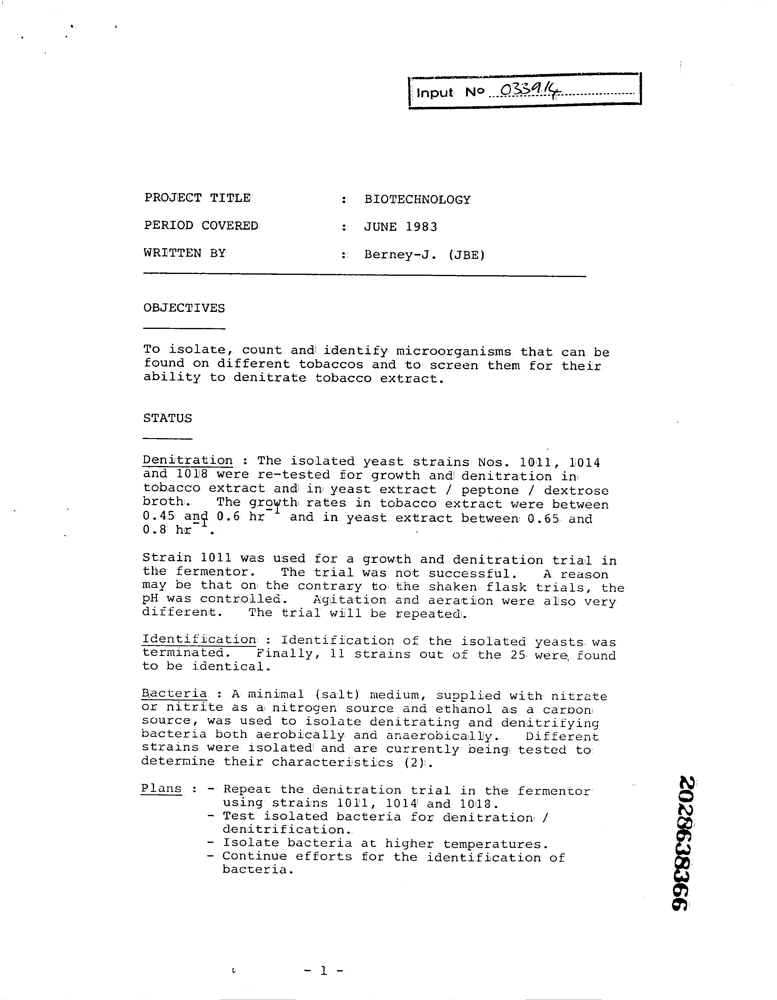 Input No 033914
PROJECT TITLE : BIOTECHNOLOGY
PERIOD COVERED : JUNE 1983
WRITTEN BY : Berney-J. (JBE)
OBJECTIVES
To isolate, count and identify microorganisms that can be
found on different tobaccos and to screen them for their
ability to denitrate tobacco extract.
STATUS
Denitration : The isolated yeast strains Nos. 1011, 1014
and 1018 were re-tested for growth and denitration in
tobacco extract and in yeast extract / peptone / dextrose
broth. The growth rates in tobacco extract were between
0.45 and 0.6 hr⁻¹ and in yeast extract between 0.65 and
0.8 hr⁻¹.
Strain 1011 was used for a growth and denitration trial in
the fermentor. The trial was not successful. A reason
may be that on the contrary to the shaken flask trials, the
pH was controlled. Agitation and aeration were also very
different. The trial will be repeated.
Identification : Identification of the isolated yeasts was
terminated. Finally, 11 strains out of the 25 were found
to be identical.
Bacteria : A minimal (salt) medium, supplied with nitrate
or nitrite as a nitrogen source and ethanol as a carbon
source, was used to isolate denitrating and denitrifying
bacteria both aerobically and anaerobically. Different
strains were isolated and are currently being tested to
determine their characteristics (2).
Plans : - Repeat the denitration trial in the fermentor
using strains 1011, 1014 and 1018.
- Test isolated bacteria for denitration /
denitrification.
- Isolate bacteria at higher temperatures.
- Continue efforts for the identification of
bacteria.
2028638366
- 1 -